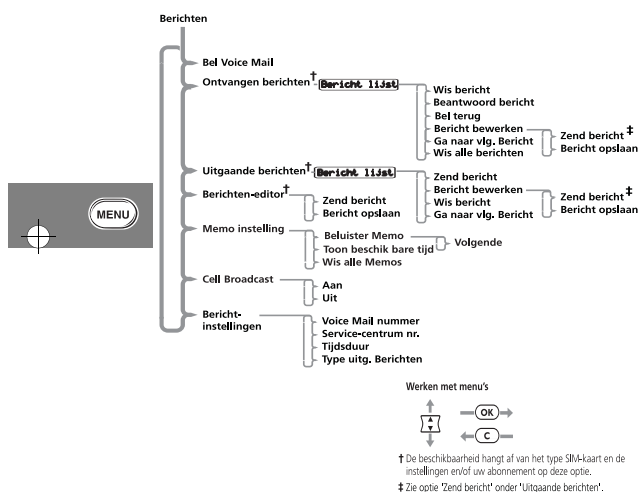 Berichten
Bel Voice Mail
Ontvangen berichten† Bericht lijst
Wis bericht
Beantwoord bericht
Bel terug
Bericht bewerken
Zend bericht ‡
Bericht opslaan
Ga naar vlg. Bericht
Wis alle berichten
Uitgaande berichten† Bericht lijst
Zend bericht
Bericht bewerken
Zend bericht ‡
Bericht opslaan
Wis bericht
Ga naar vlg. Bericht
Berichten-editor†
Zend bericht
Bericht opslaan
MENU
Memo instelling
Beluister Memo
Volgende
Toon beschik bare tijd
Wis alle Memos
Cell Broadcast
Aan
Uit
Bericht-
instellingen
Voice Mail nummer
Service-centrum nr.
Tijdsduur
Type uitg. Berichten
Werken met menu's
OK
C
† De beschikbaarheid hangt af van het type SIM-kaart en de
instellingen en/of uw abonnement op deze optie.
‡ Zie optie 'Zend bericht' onder 'Uitgaande berichten'.